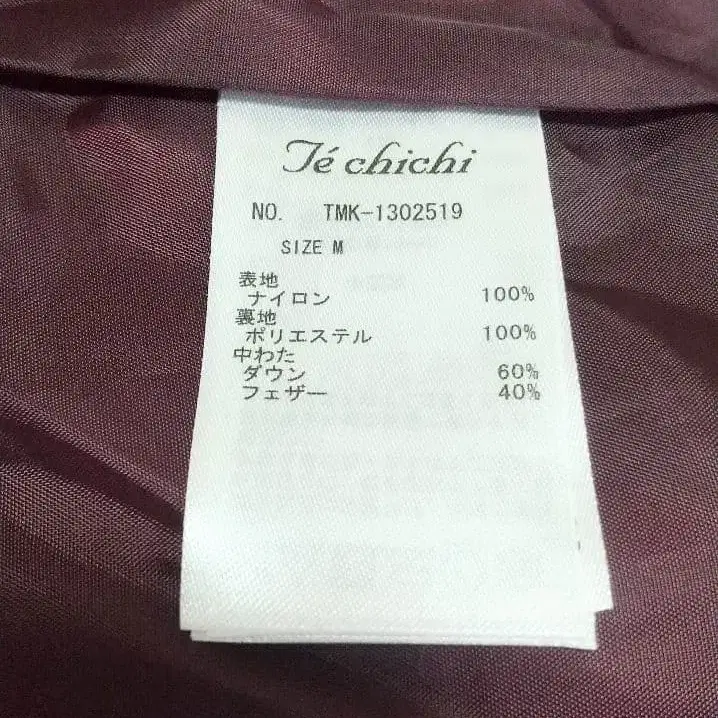 Té chichi
NO. TMK-1302519
SIZE M
表地
ナイロン 100%
裏地
ポリエステル 100%
中わた
ダウン 60%
フェザー 40%